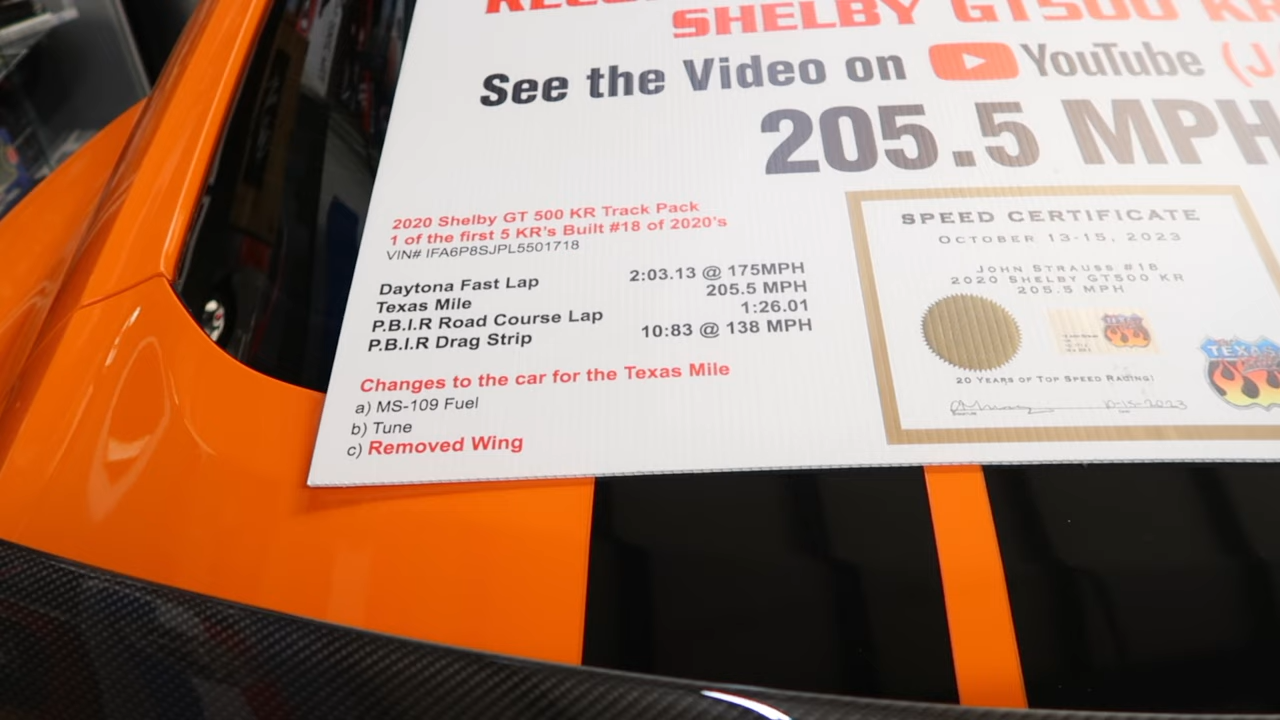 SHELBY GT500 KR
See the Video on YouTube (J
205.5 MPH
2020 Shelby GT 500 KR Track Pack
1 of the first 5 KR's Built #18 of 2020's
VIN# IFA6P8SJPL5501718
Daytona Fast Lap 2:03.13 @ 175MPH
Texas Mile 205.5 MPH
P.B.I.R Road Course Lap 1:26.01
P.B.I.R Drag Strip 10:83 @ 138 MPH
Changes to the car for the Texas Mile
a) MS-109 Fuel
b) Tune
c) Removed Wing
SPEED CERTIFICATE
OCTOBER 13-15, 2023
JOHN STRAUSS #18
2020 SHELBY GT500 KR
205.5 MPH
TEXAS
20 YEARS OF TOP SPEED RACING!
10-15-2023